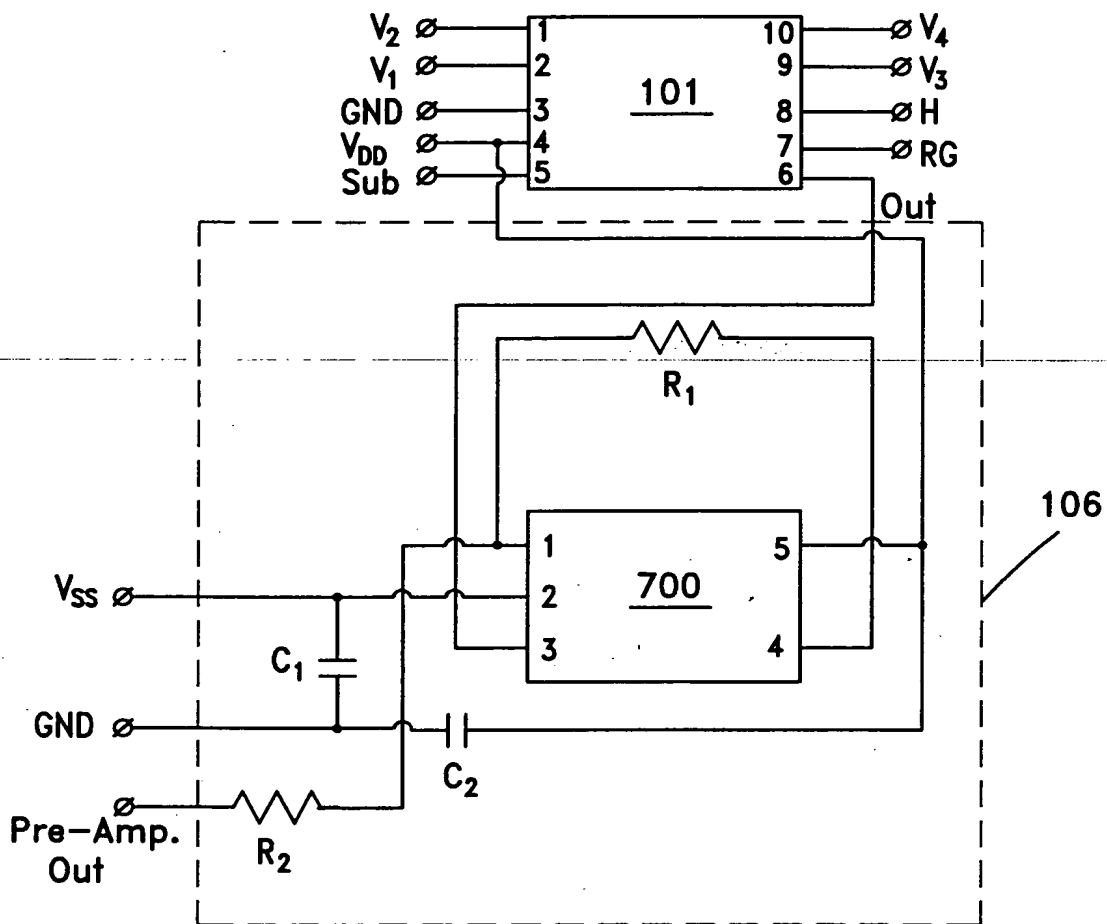 V2 1 10 V4
V1 2 101 9 V3
GND 3 8 H
VDD 4 7 RG
Sub 5 6
Out
R1
106
1 5
VSS 2 700
3 4
C1
GND
C2
Pre-Amp.
Out
R2